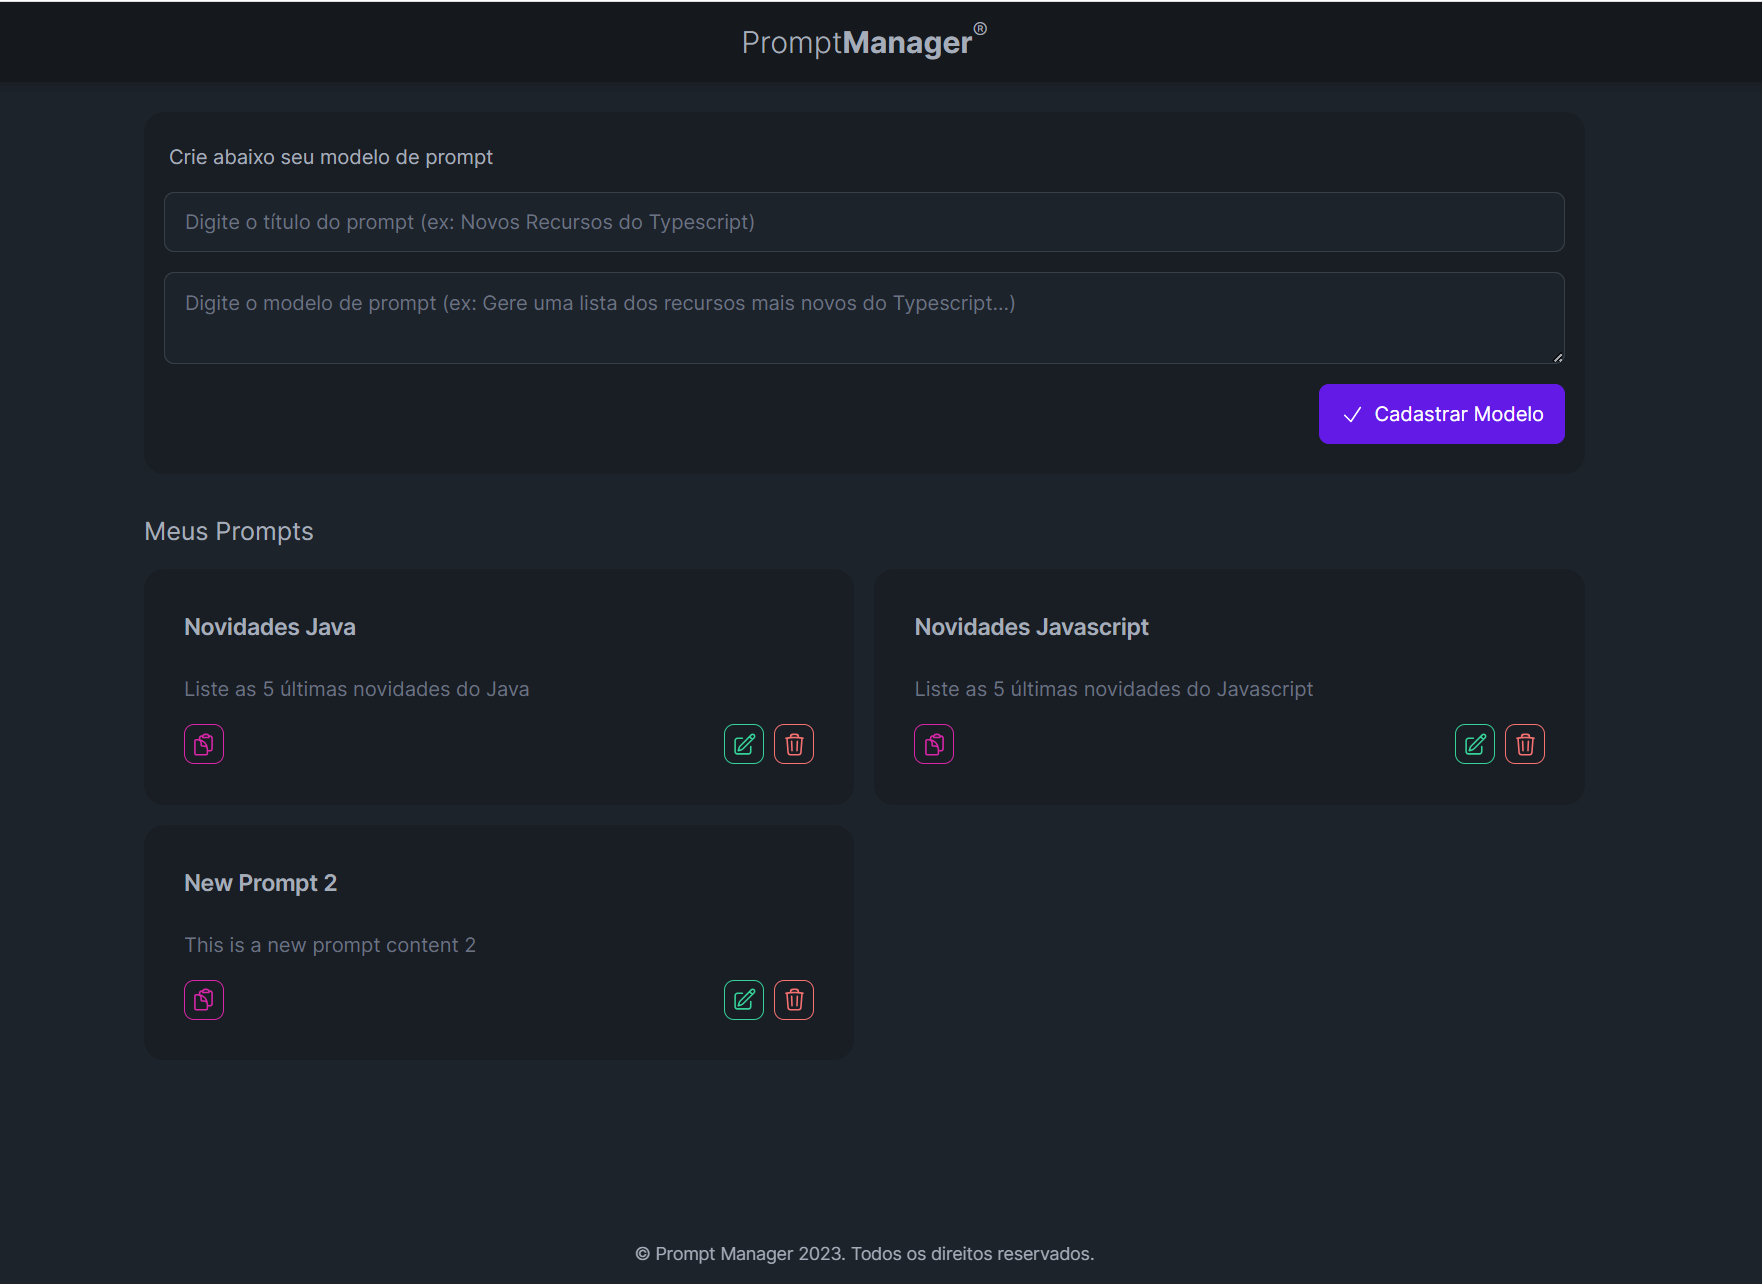 PromptManager®
Crie abaixo seu modelo de prompt
Digite o título do prompt (ex: Novos Recursos do Typescript)
Digite o modelo de prompt (ex: Gere uma lista dos recursos mais novos do Typescript...)
Cadastrar Modelo
Meus Prompts
Novidades Java
Liste as 5 últimas novidades do Java
Novidades Javascript
Liste as 5 últimas novidades do Javascript
New Prompt 2
This is a new prompt content 2
© Prompt Manager 2023. Todos os direitos reservados.